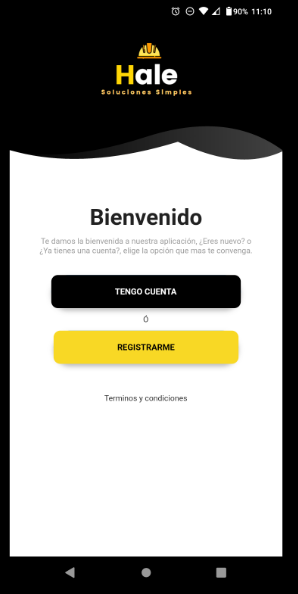 90% 11:10
Hale
Soluciones Simples
Bienvenido
Te damos la bienvenida a nuestra aplicación, ¿Eres nuevo? o
¿Ya tienes una cuenta?, elige la opción que mas te convenga.
TENGO CUENTA
Ó
REGISTRARME
Terminos y condiciones